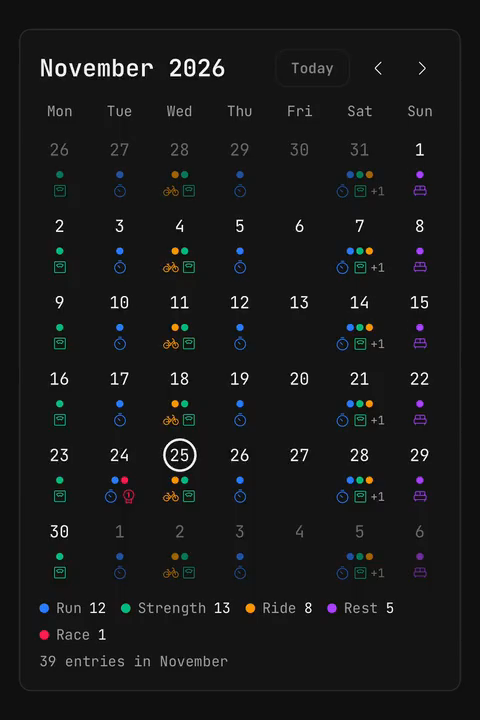 November 2026 Today
Mon Tue Wed Thu Fri Sat Sun
26 27 28 29 30 31 1
+1
2 3 4 5 6 7 8
+1
9 10 11 12 13 14 15
+1
16 17 18 19 20 21 22
+1
23 24 25 26 27 28 29
1 +1
30 1 2 3 4 5 6
+1
Run 12 Strength 13 Ride 8 Rest 5
Race 1
39 entries in November